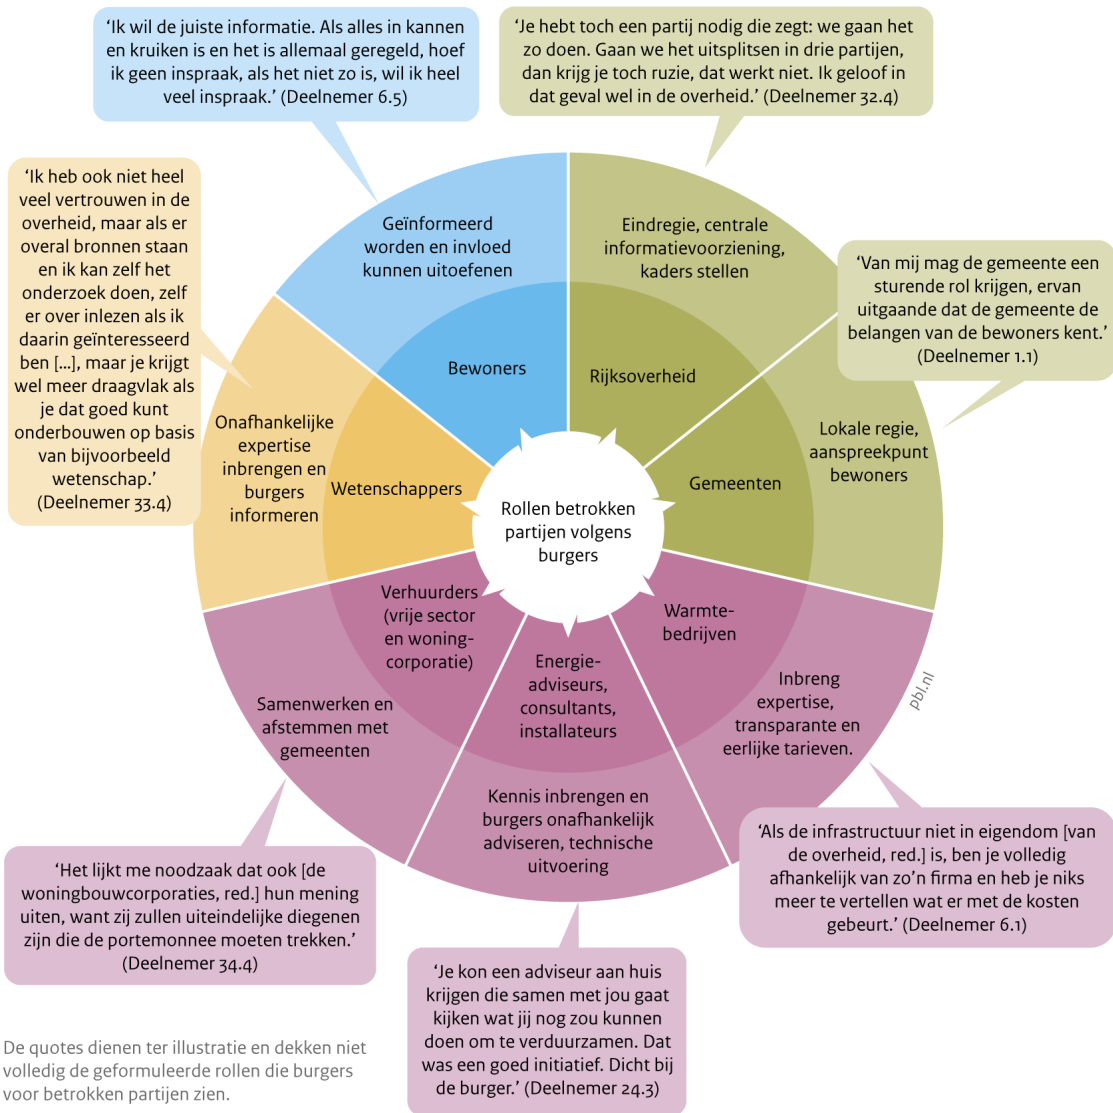 ‘Ik wil de juiste informatie. Als alles in kannen
en kruiken is en het is allemaal geregeld, hoef
ik geen inspraak, als het niet zo is, wil ik heel
veel inspraak.’ (Deelnemer 6.5)
‘Je hebt toch een partij nodig die zegt: we gaan het
zo doen. Gaan we het uitsplitsen in drie partijen,
dan krijg je toch ruzie, dat werkt niet. Ik geloof in
dat geval wel in de overheid.’ (Deelnemer 32.4)
‘Ik heb ook niet heel
veel vertrouwen in de
overheid, maar als er
overal bronnen staan
en ik kan zelf het
onderzoek doen, zelf
er over inlezen als ik
daarin geïnteresseerd
ben [...], maar je krijgt
wel meer draagvlak als
je dat goed kunt
onderbouwen op basis
van bijvoorbeeld
wetenschap.’
(Deelnemer 33.4)
Geïnformeerd
worden en invloed
kunnen uitoefenen
Bewoners
Eindregie, centrale
informatievoorziening,
kaders stellen
Rijksoverheid
‘Van mij mag de gemeente een
sturende rol krijgen, ervan
uitgaande dat de gemeente de
belangen van de bewoners kent.’
(Deelnemer 1.1)
Lokale regie,
aanspreekpunt
bewoners
Gemeenten
Onafhankelijke
expertise
inbrengen en
burgers
informeren
Wetenschappers
Rollen betrokken
partijen volgens
burgers
Verhuurders
(vrije sector
en woning-
corporatie)
Samenwerken en
afstemmen met
gemeenten
Energie-
adviseurs,
consultants,
installateurs
Kennis inbrengen en
burgers onafhankelijk
adviseren, technische
uitvoering
Warmte-
bedrijven
Inbreng
expertise,
transparante en
eerlijke tarieven.
pbl.nl
‘Het lijkt me noodzaak dat ook [de
woningbouwcorporaties, red.] hun mening
uiten, want zij zullen uiteindelijke diegenen
zijn die de portemonnee moeten trekken.’
(Deelnemer 34.4)
‘Als de infrastructuur niet in eigendom [van
de overheid, red.] is, ben je volledig
afhankelijk van zo’n firma en heb je niks
meer te vertellen wat er met de kosten
gebeurt.’ (Deelnemer 6.1)
‘Je kon een adviseur aan huis
krijgen die samen met jou gaat
kijken wat jij nog zou kunnen
doen om te verduurzamen. Dat
was een goed initiatief. Dicht bij
de burger.’ (Deelnemer 24.3)
De quotes dienen ter illustratie en dekken niet
volledig de geformuleerde rollen die burgers
voor betrokken partijen zien.